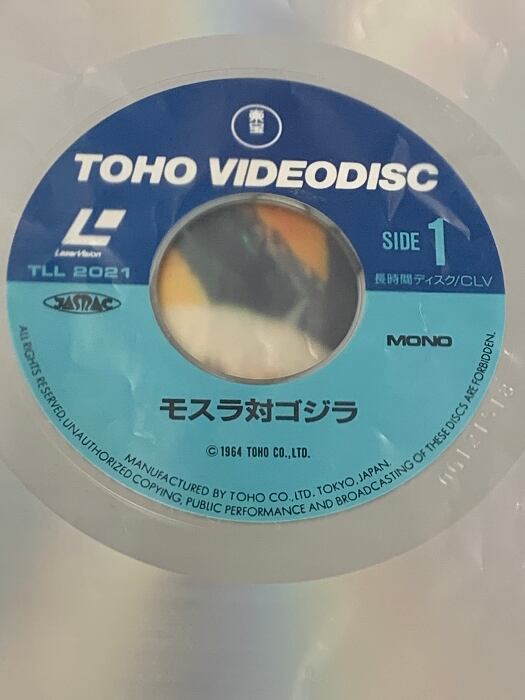 東宝
TOHO VIDEODISC
LaserVision
TLL 2021
SIDE 1
長時間ディスク/CLV
JASRAC
MONO
モスラ対ゴジラ
© 1964 TOHO CO.,LTD.
MANUFACTURED BY TOHO CO.,LTD. TOKYO, JAPAN.
ALL RIGHTS RESERVED, UNAUTHORIZED COPYING, PUBLIC PERFORMANCE AND BROADCASTING OF THESE DISCS ARE FORBIDDEN.